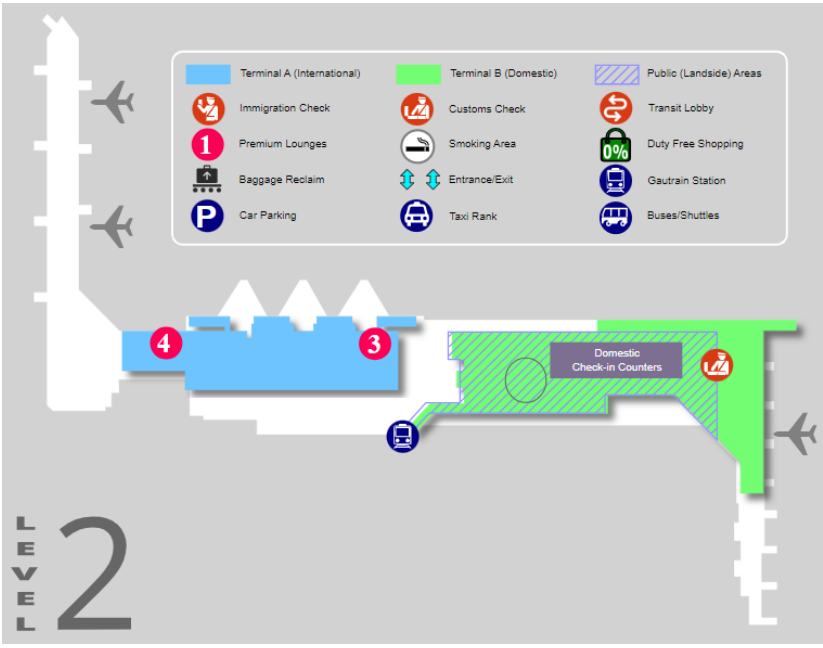 Terminal A (International)
Terminal B (Domestic)
Public (Landside) Areas
Immigration Check
Customs Check
Transit Lobby
1
Premium Lounges
Smoking Area
0%
Duty Free Shopping
Baggage Reclaim
Entrance/Exit
Gautrain Station
P
Car Parking
Taxi Rank
Buses/Shuttles
4
3
Domestic
Check-in Counters
LEVEL
2